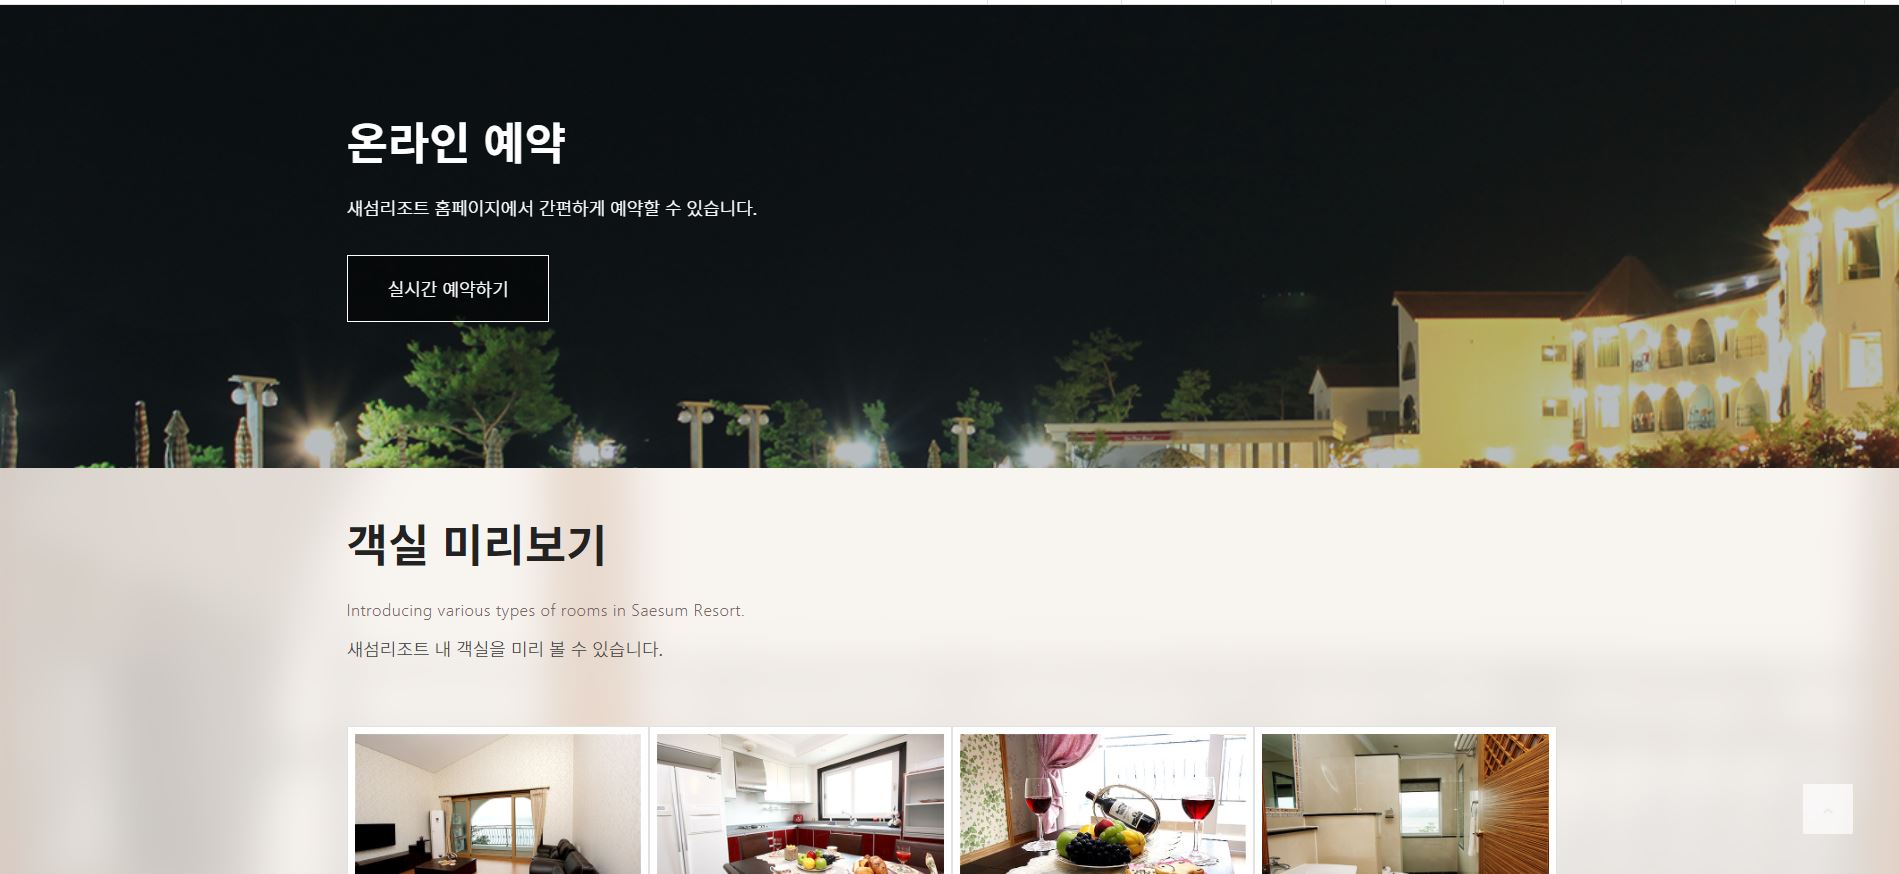 온라인 예약
새섬리조트 홈페이지에서 간편하게 예약할 수 있습니다.
실시간 예약하기
객실 미리보기
Introducing various types of rooms in Saesum Resort.
새섬리조트 내 객실을 미리 볼 수 있습니다.